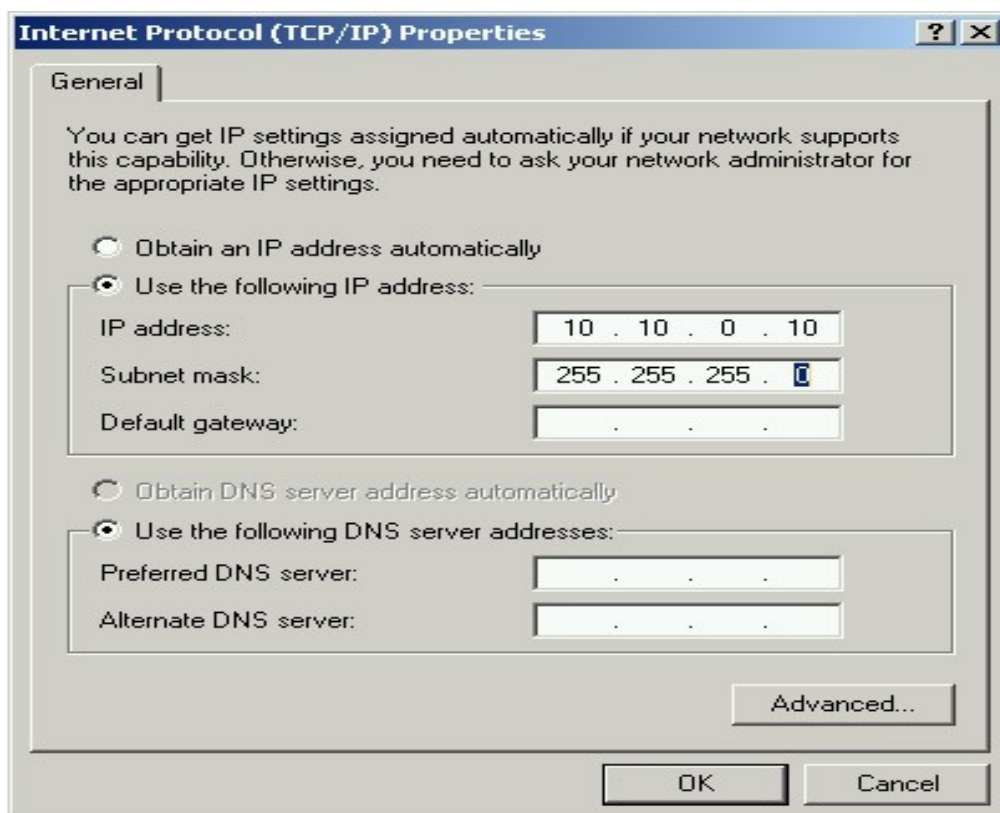 Internet Protocol (TCP/IP) Properties
General
You can get IP settings assigned automatically if your network supports
this capability. Otherwise, you need to ask your network administrator for
the appropriate IP settings.
Obtain an IP address automatically
Use the following IP address:
IP address: 10 . 10 . 0 . 10
Subnet mask: 255 . 255 . 255 . 0
Default gateway: . . .
Obtain DNS server address automatically
Use the following DNS server addresses:
Preferred DNS server: . . .
Alternate DNS server: . . .
Advanced...
OK Cancel